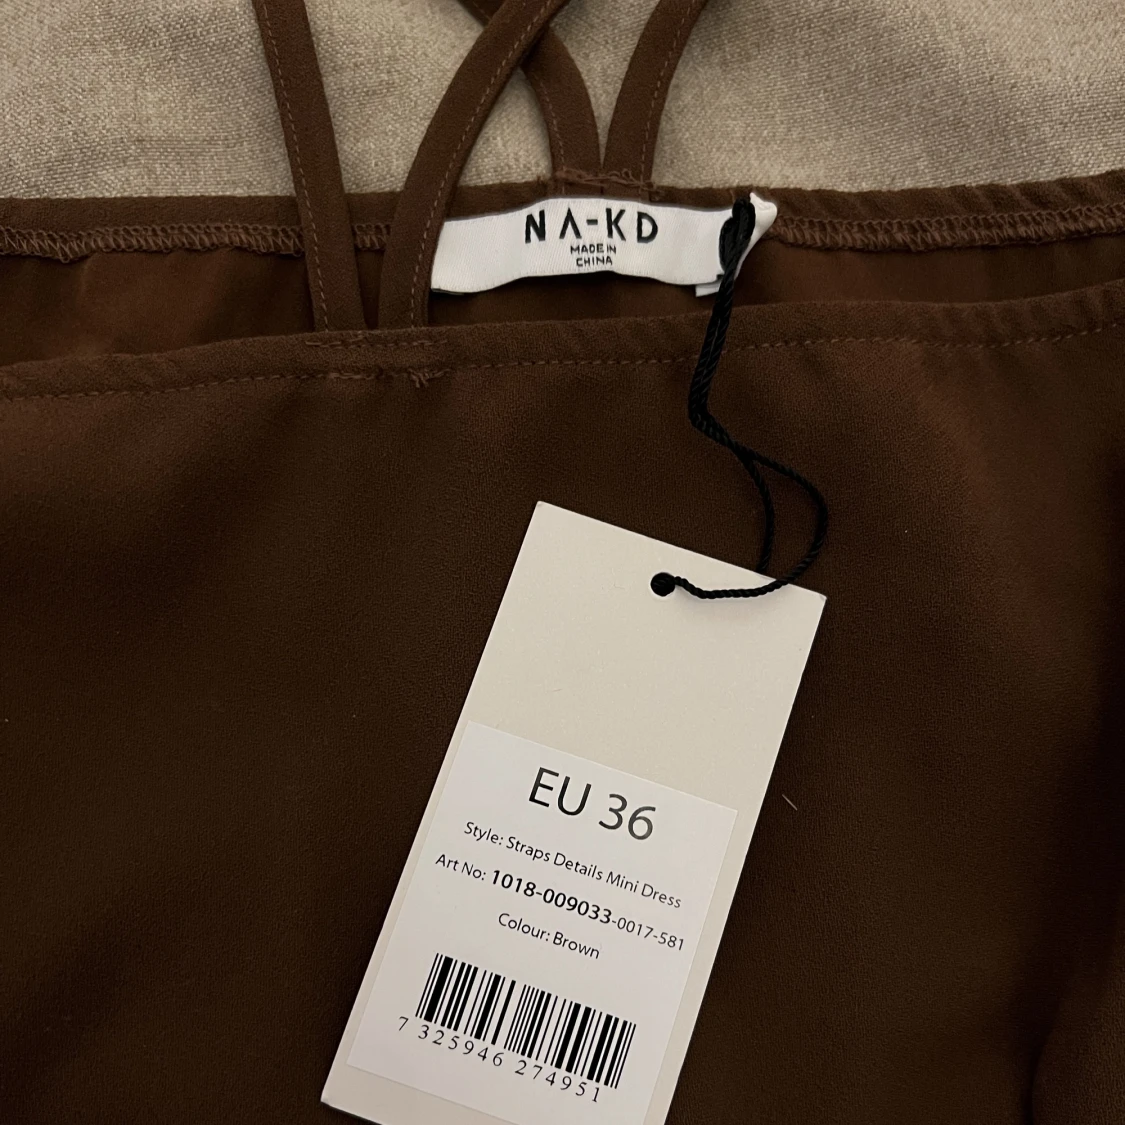 NA-KD
MADE IN
CHINA
EU 36
Style: Straps Details Mini Dress
Art No: 1018-009033-0017-581
Colour: Brown
7 325946 274951